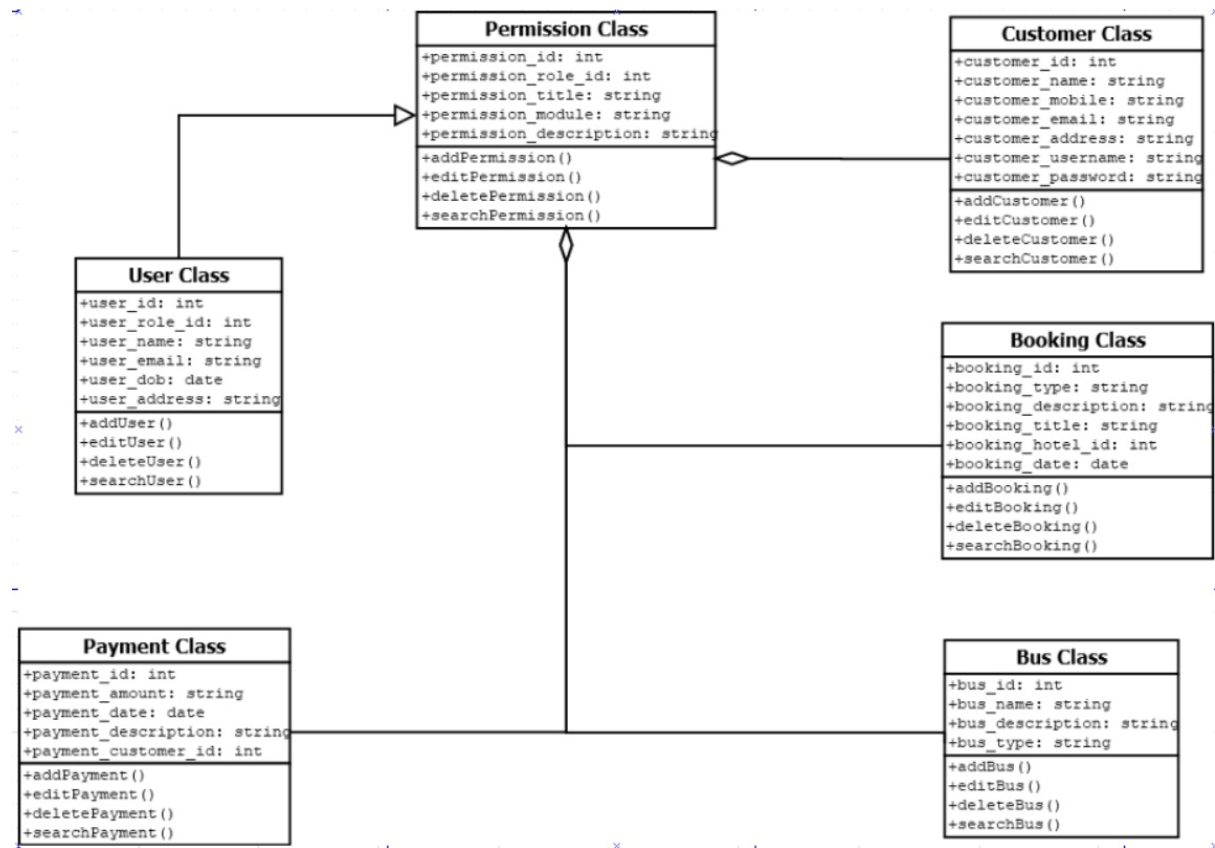 Permission Class
+permission_id: int
+permission_role_id: int
+permission_title: string
+permission_module: string
+permission_description: string
+addPermission()
+editPermission()
+deletePermission()
+searchPermission()
Customer Class
+customer_id: int
+customer_name: string
+customer_mobile: string
+customer_email: string
+customer_address: string
+customer_username: string
+customer_password: string
+addCustomer()
+editCustomer()
+deleteCustomer()
+searchCustomer()
User Class
+user_id: int
+user_role_id: int
+user_name: string
+user_email: string
+user_dob: date
+user_address: string
+addUser()
+editUser()
+deleteUser()
+searchUser()
Booking Class
+booking_id: int
+booking_type: string
+booking_description: string
+booking_title: string
+booking_hotel_id: int
+booking_date: date
+addBooking()
+editBooking()
+deleteBooking()
+searchBooking()
Payment Class
+payment_id: int
+payment_amount: string
+payment_date: date
+payment_description: string
+payment_customer_id: int
+addPayment()
+editPayment()
+deletePayment()
+searchPayment()
Bus Class
+bus_id: int
+bus_name: string
+bus_description: string
+bus_type: string
+addBus()
+editBus()
+deleteBus()
+searchBus()